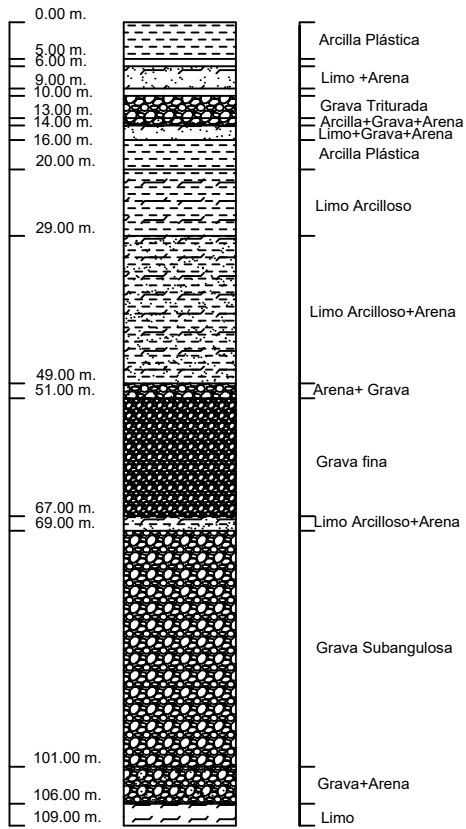 0.00 m.
Arcilla Plástica
5.00 m.
6.00 m.
Limo +Arena
9.00 m.
10.00 m.
Grava Triturada
13.00 m.
Arcilla+Grava+Arena
14.00 m.
Limo+Grava+Arena
16.00 m.
Arcilla Plástica
20.00 m.
Limo Arcilloso
29.00 m.
Limo Arcilloso+Arena
49.00 m.
51.00 m.
Arena+ Grava
Grava fina
67.00 m.
69.00 m.
Limo Arcilloso+Arena
Grava Subangulosa
101.00 m.
Grava+Arena
106.00 m.
109.00 m.
Limo